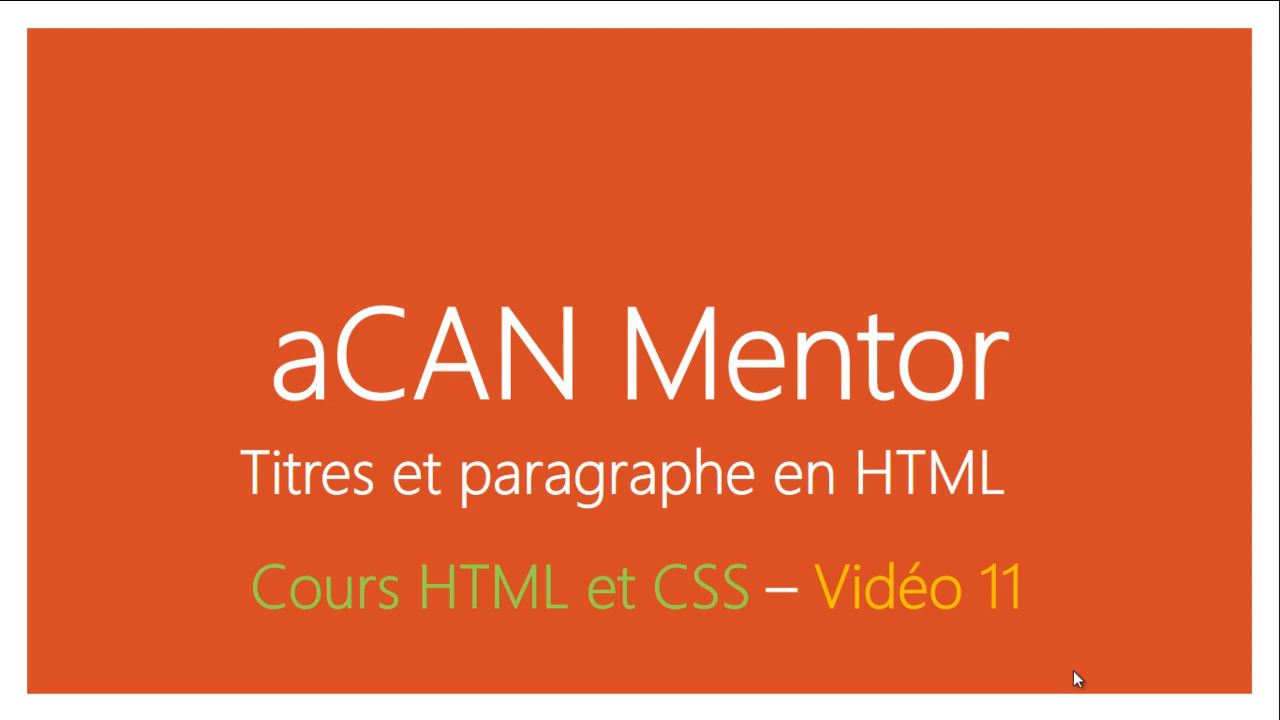 aCAN Mentor
Titres et paragraphe en HTML
Cours HTML et CSS – Vidéo 11